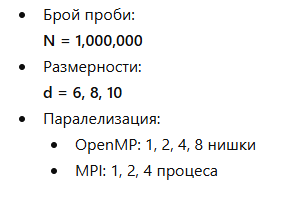 • Брой проби:
N = 1,000,000
• Размерности:
d = 6, 8, 10
• Паралелизация:
• OpenMP: 1, 2, 4, 8 нишки
• MPI: 1, 2, 4 процеса